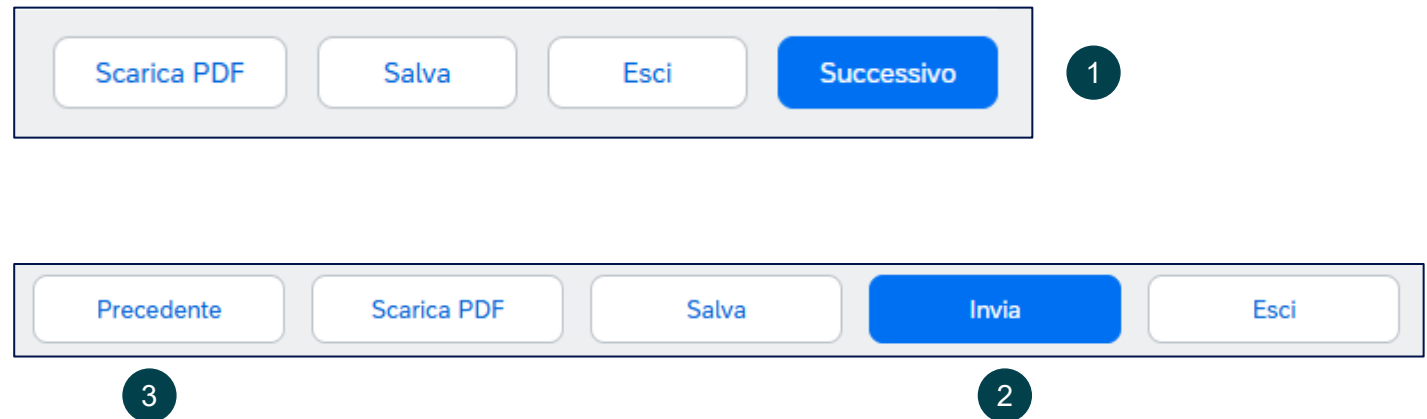 Scarica PDF Salva Esci Successivo 1
Precedente Scarica PDF Salva Invia Esci
3 2